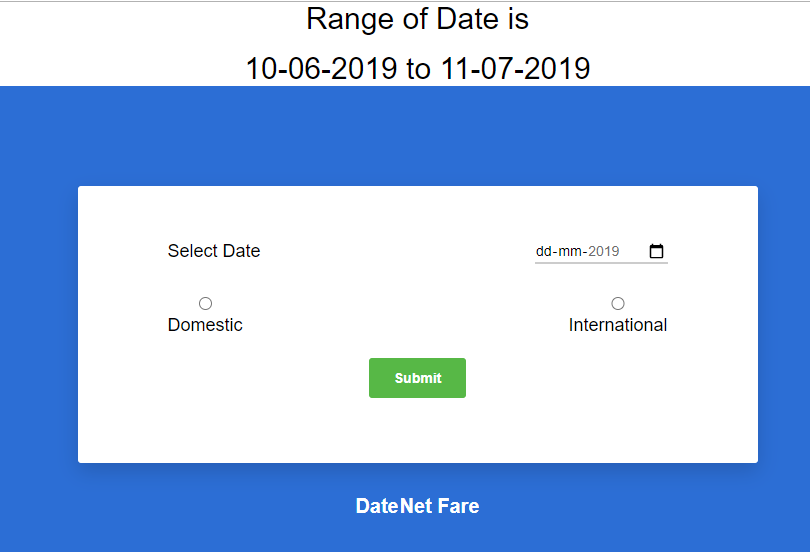 Range of Date is
10-06-2019 to 11-07-2019
Select Date dd-mm-2019
Domestic International
Submit
DateNet Fare